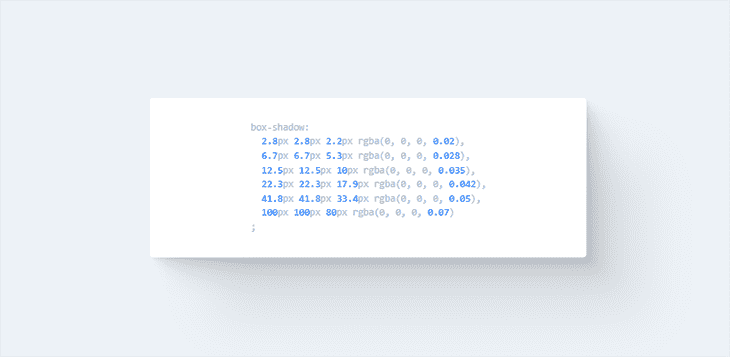 box-shadow:
2.8px 2.8px 2.2px rgba(0, 0, 0, 0.02),
6.7px 6.7px 5.3px rgba(0, 0, 0, 0.028),
12.5px 12.5px 10px rgba(0, 0, 0, 0.035),
22.3px 22.3px 17.9px rgba(0, 0, 0, 0.042),
41.8px 41.8px 33.4px rgba(0, 0, 0, 0.05),
100px 100px 80px rgba(0, 0, 0, 0.07)
;